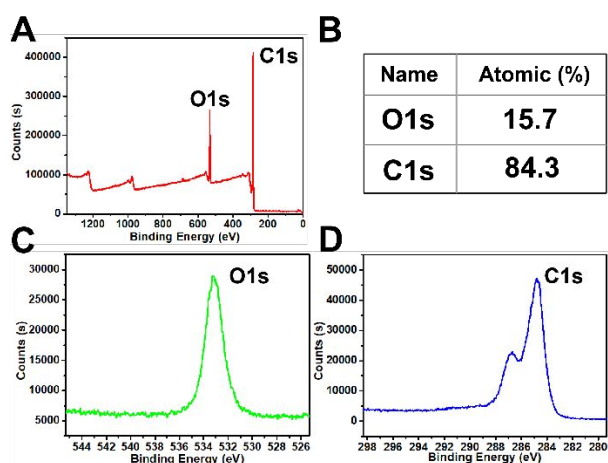 A
C1s
O1s
Counts (s)
400000
300000
200000
100000
0
1200 1000 800 600 400 200 0
Binding Energy (eV)
B
Name Atomic (%)
O1s 15.7
C1s 84.3
C
O1s
Counts (s)
30000
25000
20000
15000
10000
5000
544 542 540 538 536 534 532 530 528 526
Binding Energy (eV)
D
C1s
Counts (s)
50000
40000
30000
20000
10000
0
298 296 294 292 290 288 286 284 282 280
Binding Energy (eV)